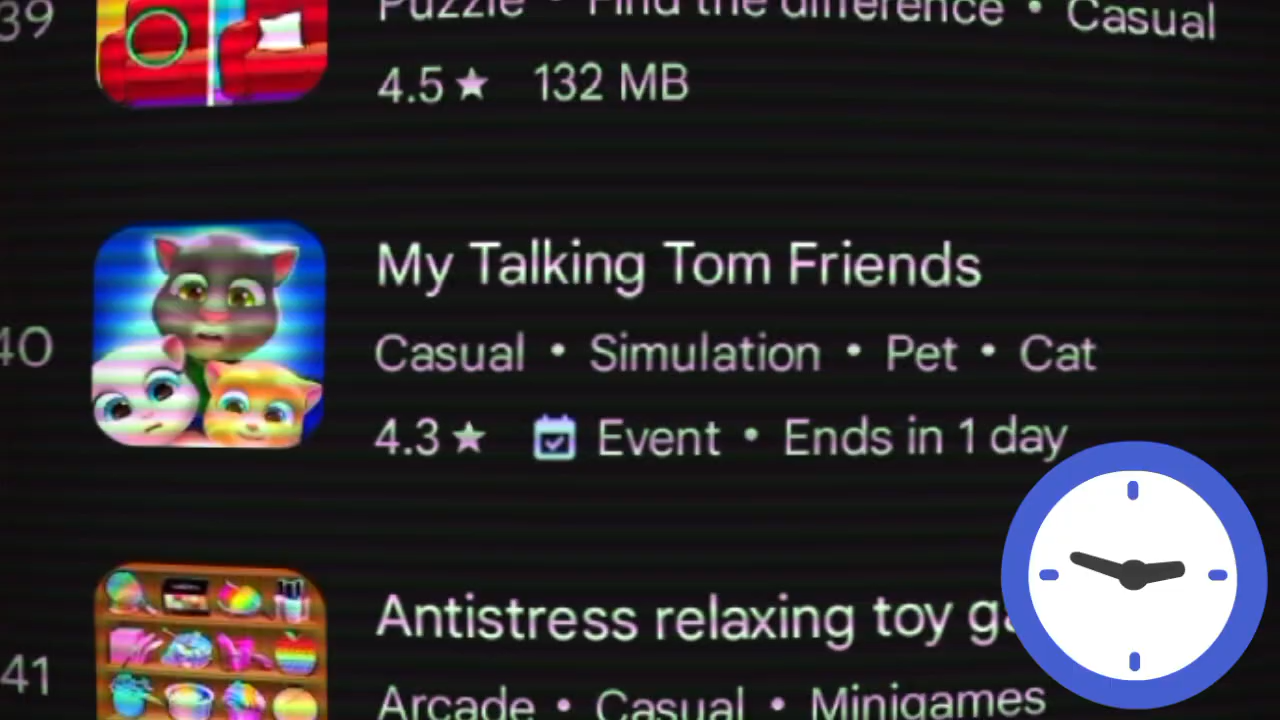 39
Puzzle • Find the difference • Casual
4.5 ★ 132 MB
40
My Talking Tom Friends
Casual • Simulation • Pet • Cat
4.3 ★ Event • Ends in 1 day
41
Antistress relaxing toy ga
Arcade • Casual • Minigames